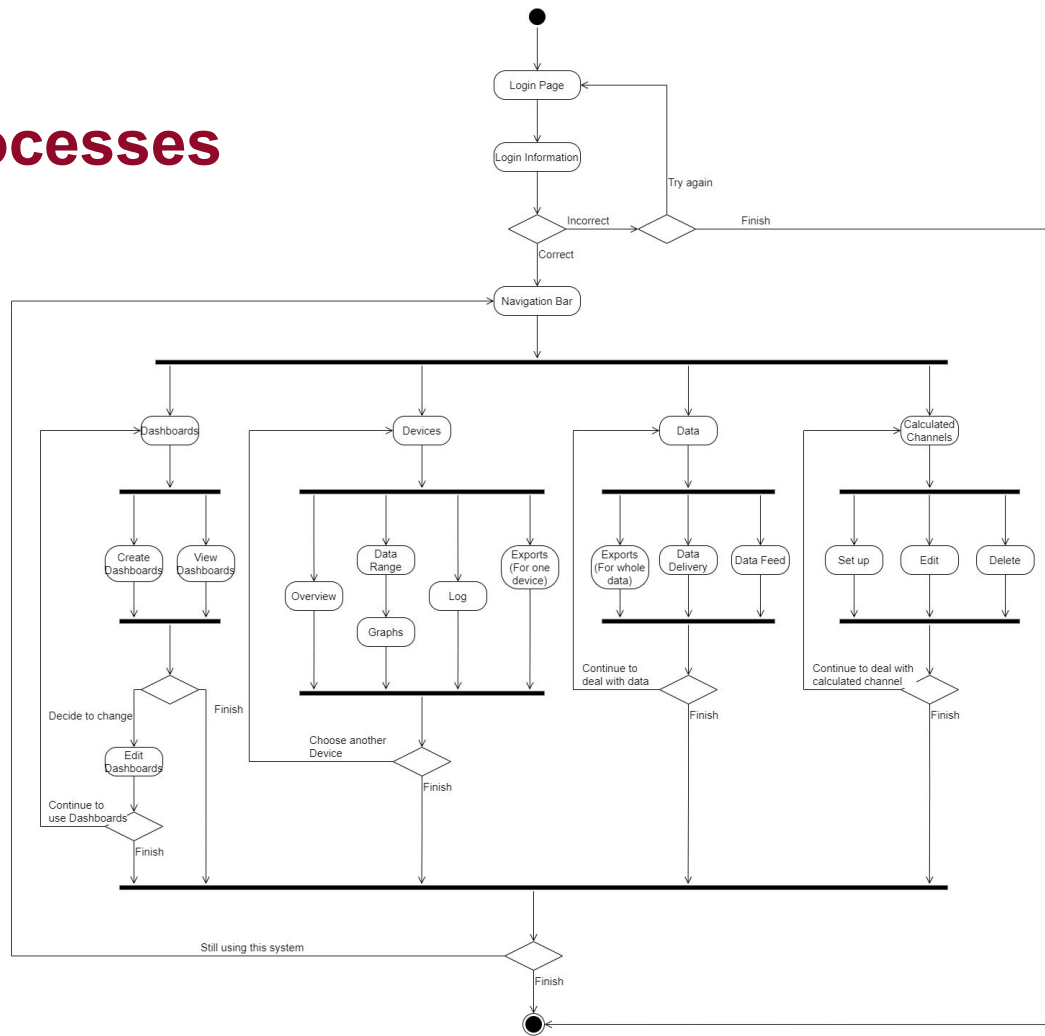 ocesses
Login Page
Login Information
Try again
Incorrect
Finish
Correct
Navigation Bar
Dashboards
Devices
Data
Calculated
Channels
Create
Dashboards
View
Dashboards
Overview
Data
Range
Graphs
Log
Exports
(For one
device)
Exports
(For whole
data)
Data
Delivery
Data Feed
Set up
Edit
Delete
Decide to change
Finish
Edit
Dashboards
Continue to
use Dashboards
Finish
Choose another
Device
Finish
Continue to
deal with data
Finish
Continue to deal with
calculated channel
Finish
Still using this system
Finish